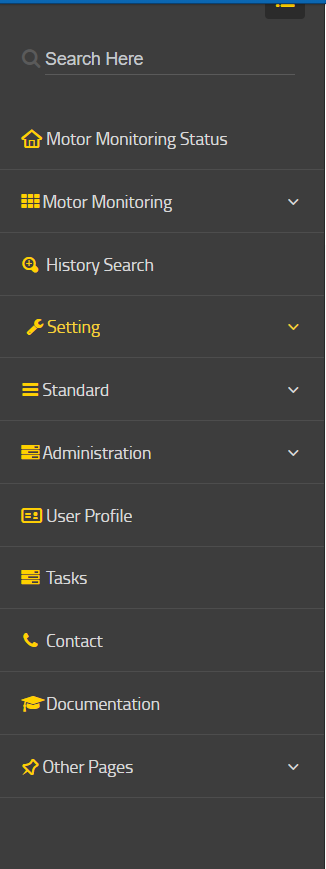 Search Here
Motor Monitoring Status
Motor Monitoring
History Search
Setting
Standard
Administration
User Profile
Tasks
Contact
Documentation
Other Pages